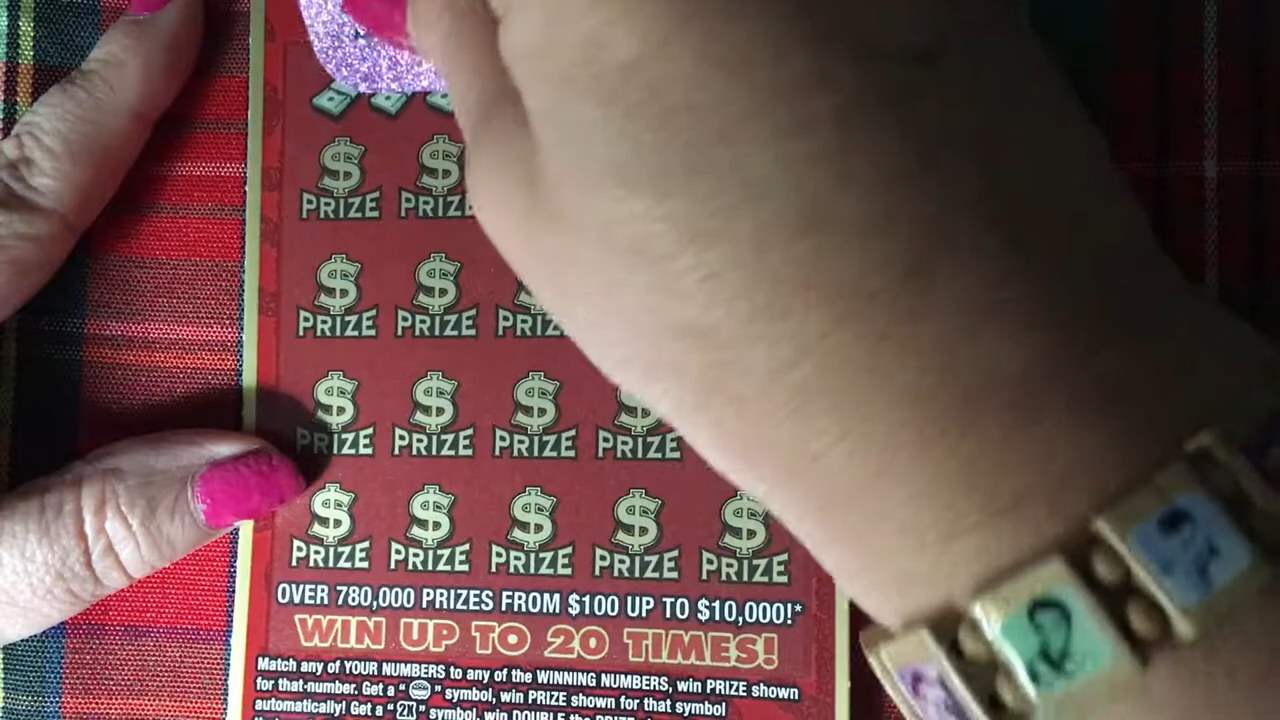 $ $
PRIZE PRIZE
$ $ $
PRIZE PRIZE PRIZE
$ $ $ $
PRIZE PRIZE PRIZE PRIZE
$ $ $ $ $
PRIZE PRIZE PRIZE PRIZE PRIZE
OVER 780,000 PRIZES FROM $100 UP TO $10,000!*
WIN UP TO 20 TIMES!
Match any of YOUR NUMBERS to any of the WINNING NUMBERS, win PRIZE shown
for that number. Get a " " symbol, win PRIZE shown for that symbol
automatically! Get a "2X" symbol, win DOUBLE the PRIZE